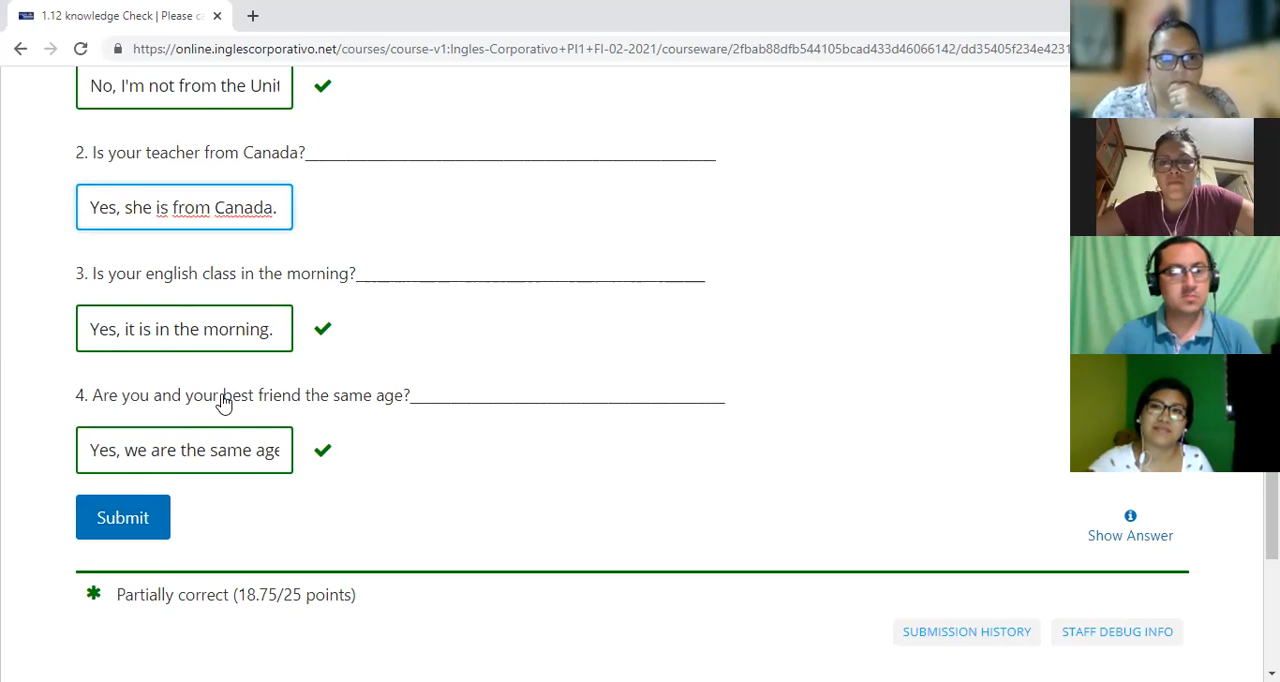 1.12 knowledge Check | Please ca
https://online.inglescorporativo.net/courses/course-v1:Ingles-Corporativo+PI1+FI-02-2021/courseware/2fbab88dfb544105bcad433d46066142/dd35405f234e4231
No, I'm not from the Unit
2. Is your teacher from Canada?
Yes, she is from Canada.
3. Is your english class in the morning?
Yes, it is in the morning.
4. Are you and your best friend the same age?
Yes, we are the same age
Submit
Show Answer
Partially correct (18.75/25 points)
SUBMISSION HISTORY
STAFF DEBUG INFO